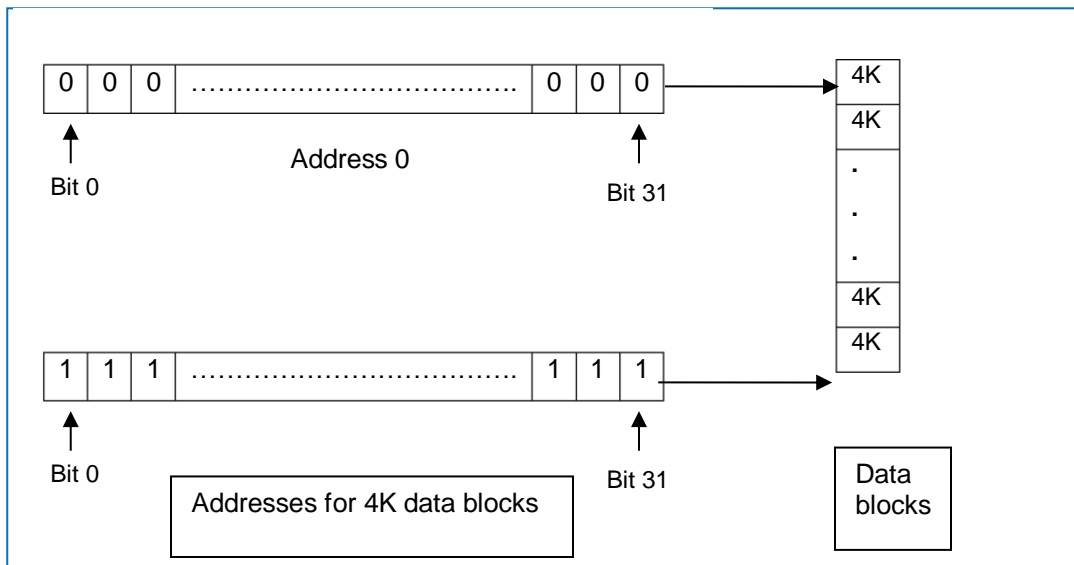 0 0 0 …………………………………. 0 0 0
Bit 0
Address 0
Bit 31
1 1 1 …………………………………. 1 1 1
Bit 0
Bit 31
Addresses for 4K data blocks
4K
4K
.
.
.
4K
4K
Data
blocks